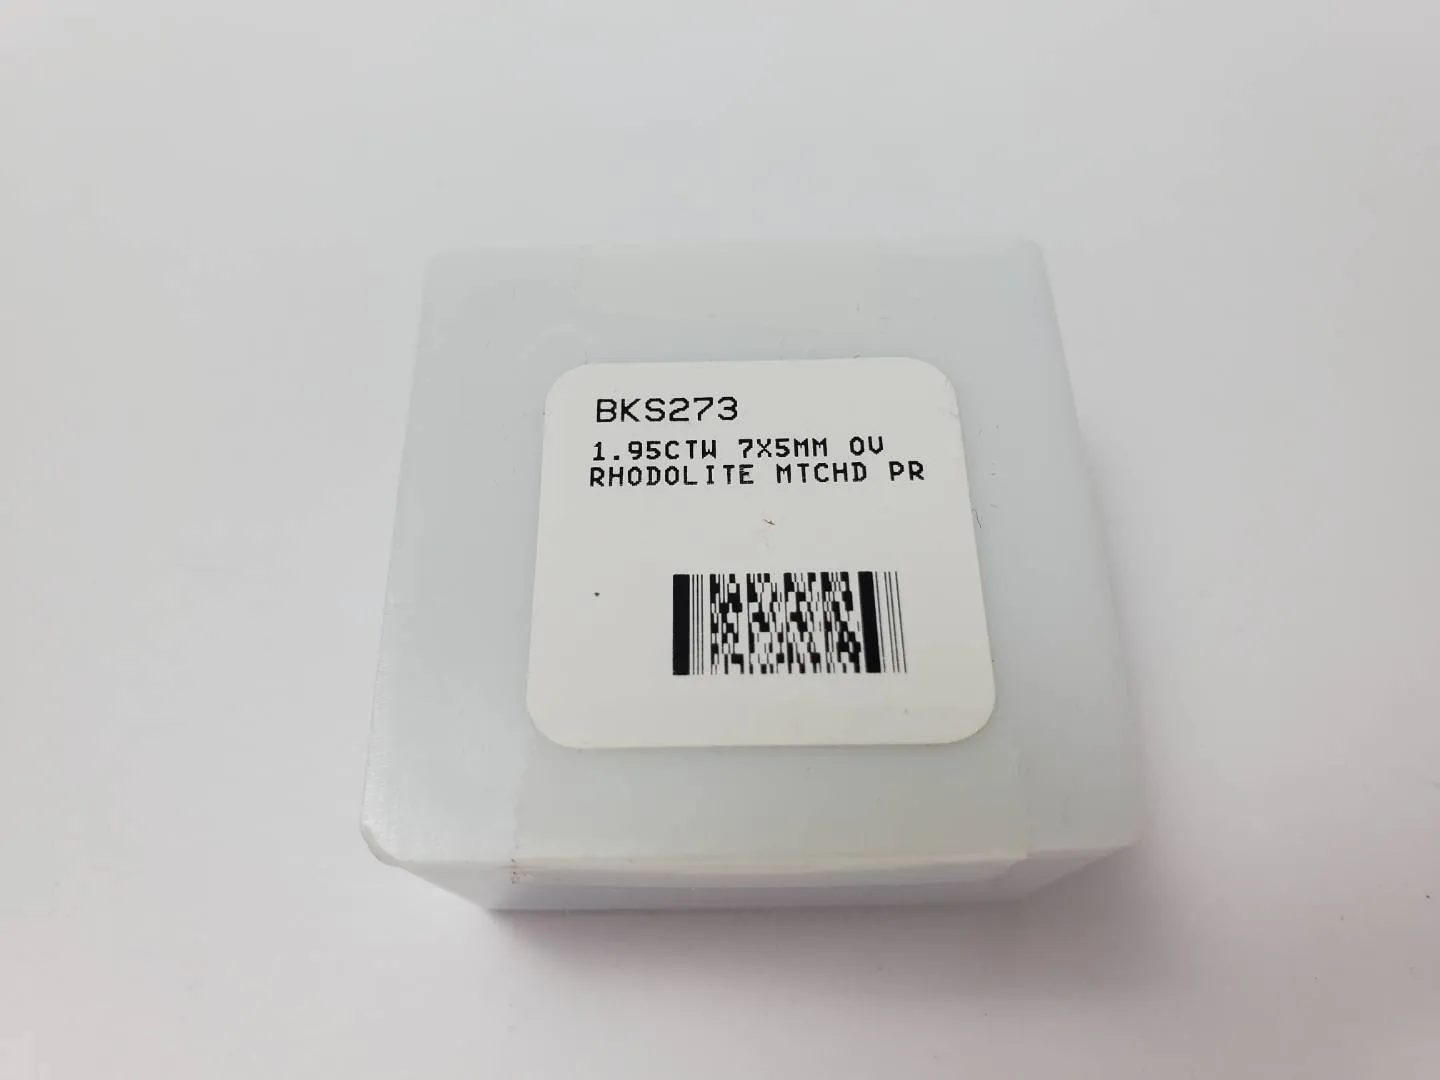 BKS273
1.95CTW 7X5MM OV
RHODOLITE MTCHD PR